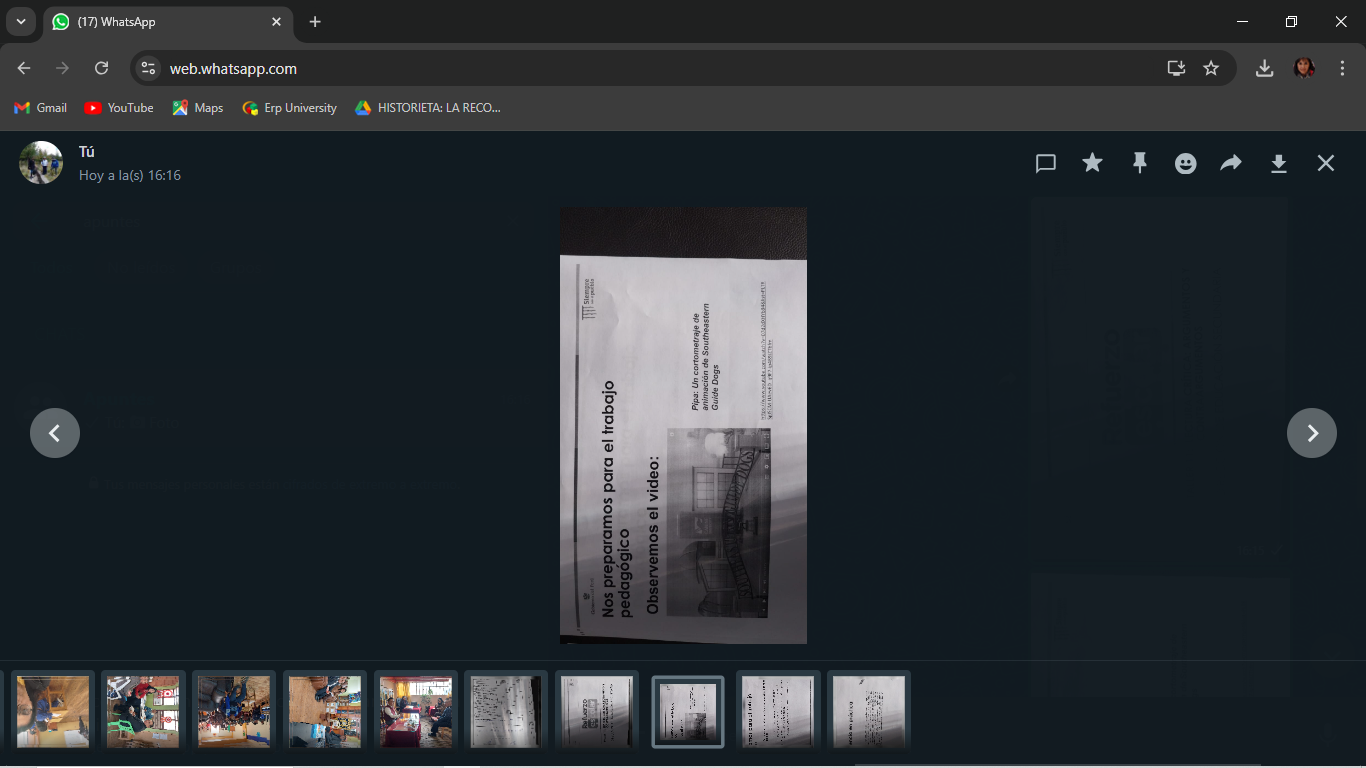 (17) WhatsApp
web.whatsapp.com
Gmail
YouTube
Maps
Erp University
HISTORIETA: LA RECO...
Tú
Hoy a la(s) 16:16
Siempre
Nos preparamos para el trabajo
pedagógico
Observemos el video:
Pipa: Un cortometraje de
animación de Southeastern
Guide Dogs